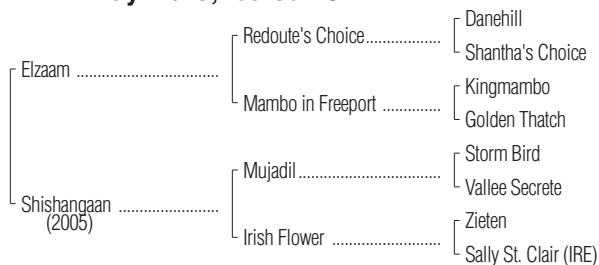 Danehill
Redoute's Choice....................
Shantha's Choice
Elzaam ................................
Kingmambo
Mambo in Freeport .............
Golden Thatch
Storm Bird
Mujadil................................
Vallee Secrete
Shishangaan ......................
(2005)
Zieten
Irish Flower ........................
Sally St. Clair (IRE)